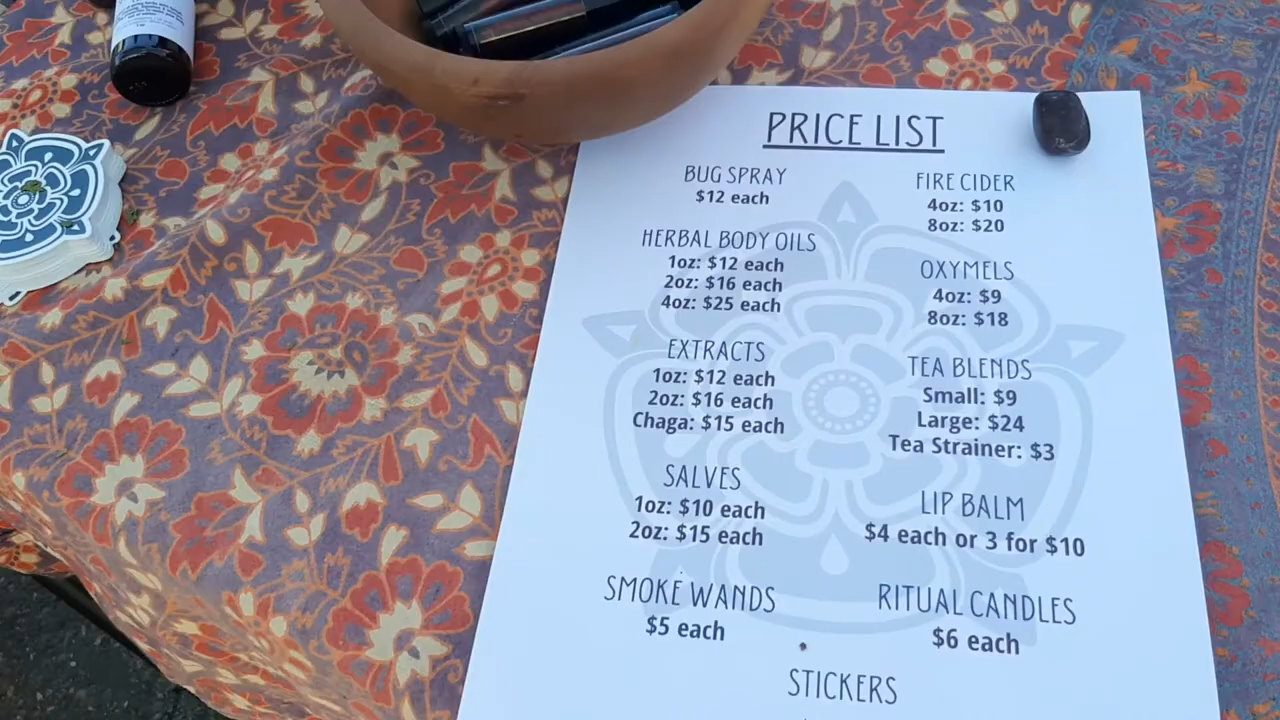 PRICE LIST
BUG SPRAY
$12 each
HERBAL BODY OILS
1oz: $12 each
2oz: $16 each
4oz: $25 each
EXTRACTS
1oz: $12 each
2oz: $16 each
Chaga: $15 each
SALVES
1oz: $10 each
2oz: $15 each
SMOKE WANDS
$5 each
FIRE CIDER
4oz: $10
8oz: $20
OXYMELS
4oz: $9
8oz: $18
TEA BLENDS
Small: $9
Large: $24
Tea Strainer: $3
LIP BALM
$4 each or 3 for $10
RITUAL CANDLES
$6 each
STICKERS